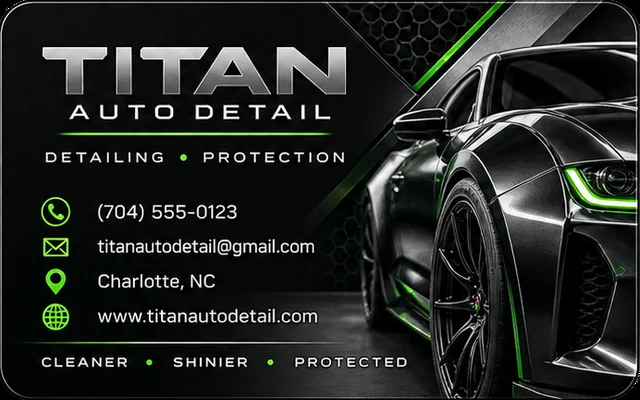 TITAN
AUTO DETAIL
DETAILING • PROTECTION
(704) 555-0123
titanautodetail@gmail.com
Charlotte, NC
www.titanautodetail.com
CLEANER • SHINIER • PROTECTED